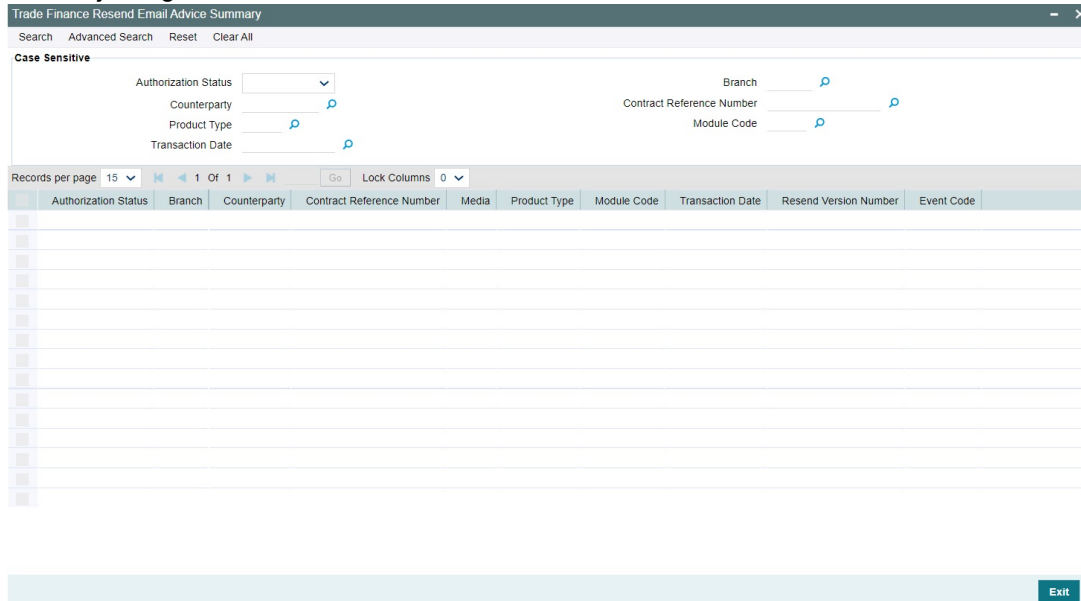 Trade Finance Resend Email Advice Summary
Search Advanced Search Reset Clear All
Case Sensitive
Authorization Status
Branch
Counterparty
Contract Reference Number
Product Type
Module Code
Transaction Date
Records per page 15 1 Of 1 Go Lock Columns 0
Authorization Status Branch Counterparty Contract Reference Number Media Product Type Module Code Transaction Date Resend Version Number Event Code
Exit